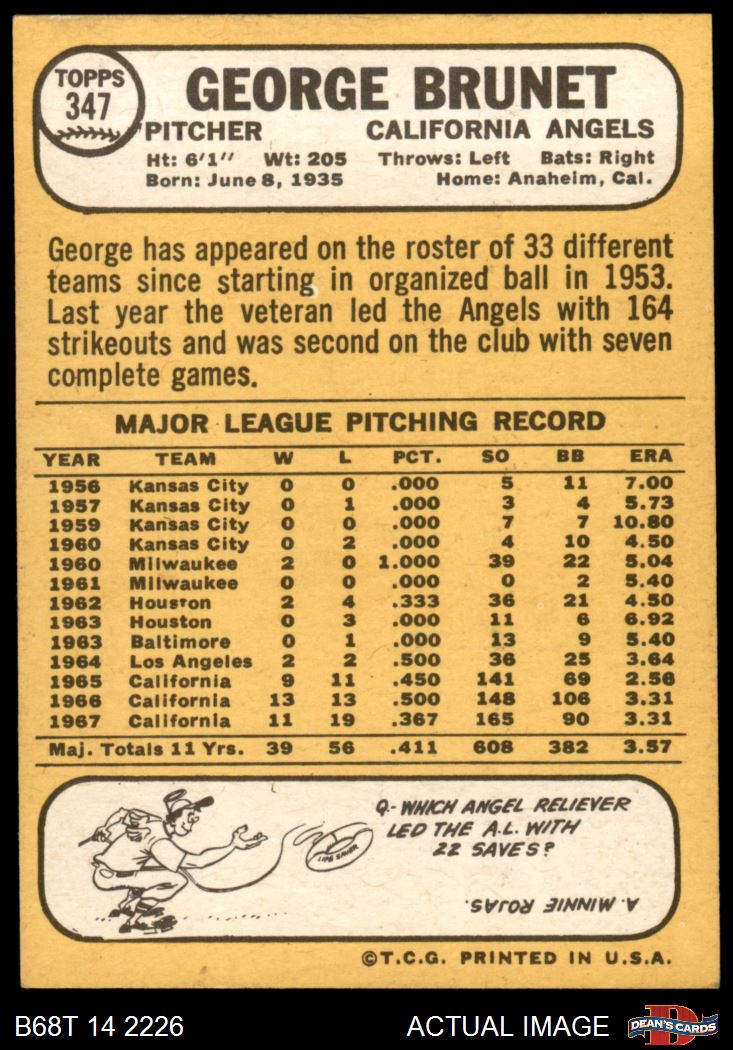 TOPPS
347
GEORGE BRUNET
PITCHER CALIFORNIA ANGELS
Ht: 6'1" Wt: 205 Throws: Left Bats: Right
Born: June 8, 1935 Home: Anaheim, Cal.
George has appeared on the roster of 33 different
teams since starting in organized ball in 1953.
Last year the veteran led the Angels with 164
strikeouts and was second on the club with seven
complete games.
MAJOR LEAGUE PITCHING RECORD
YEAR TEAM W L PCT. SO BB ERA
1956 Kansas City 0 0 .000 5 11 7.00
1957 Kansas City 0 1 .000 3 4 5.73
1959 Kansas City 0 0 .000 7 7 10.80
1960 Kansas City 0 2 .000 4 10 4.50
1960 Milwaukee 2 0 1.000 39 22 5.04
1961 Milwaukee 0 0 .000 0 2 5.40
1962 Houston 2 4 .333 36 21 4.50
1963 Houston 0 3 .000 11 6 6.92
1963 Baltimore 0 1 .000 13 9 5.40
1964 Los Angeles 2 2 .500 36 25 3.64
1965 California 9 11 .450 141 69 2.56
1966 California 13 13 .500 148 106 3.31
1967 California 11 19 .367 165 90 3.31
Maj. Totals 11 Yrs. 39 56 .411 608 382 3.57
Q-WHICH ANGEL RELIEVER
LED THE A.L. WITH
22 SAVES?
LIFE SAVER
A. MINNIE ROJAS.
©T.C.G. PRINTED IN U.S.A.
B68T 14 2226 ACTUAL IMAGE
D
DEAN'S CARDS